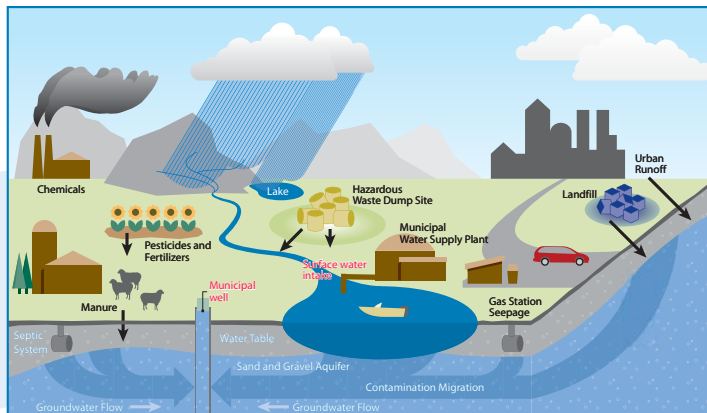 Urban
Runoff
Chemicals
Lake
Hazardous
Waste Dump Site
Landfill
Pesticides and
Fertilizers
Municipal
Water Supply Plant
Surface water
intake
Municipal
well
Manure
Gas Station
Seepage
Septic
System
Water Table
Sand and Gravel Aquifer
Contamination Migration
Groundwater Flow
Groundwater Flow